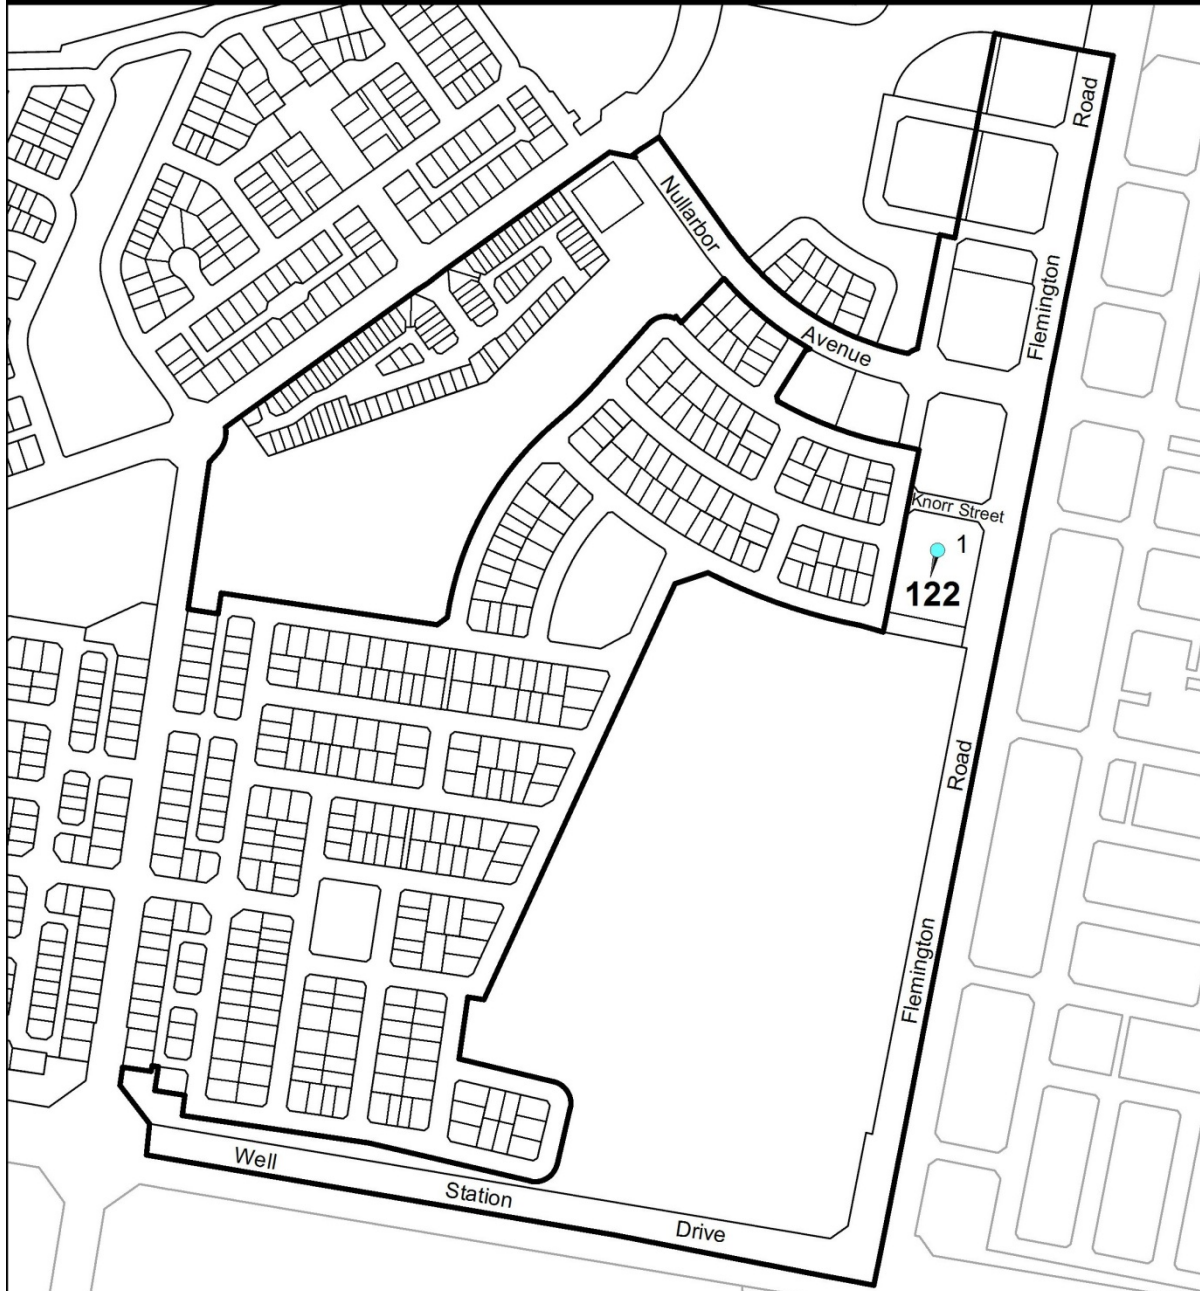 Road
Nullarbor
Flemington
Avenue
Knorr Street
1
122
Road
Flemington
Well
Station
Drive